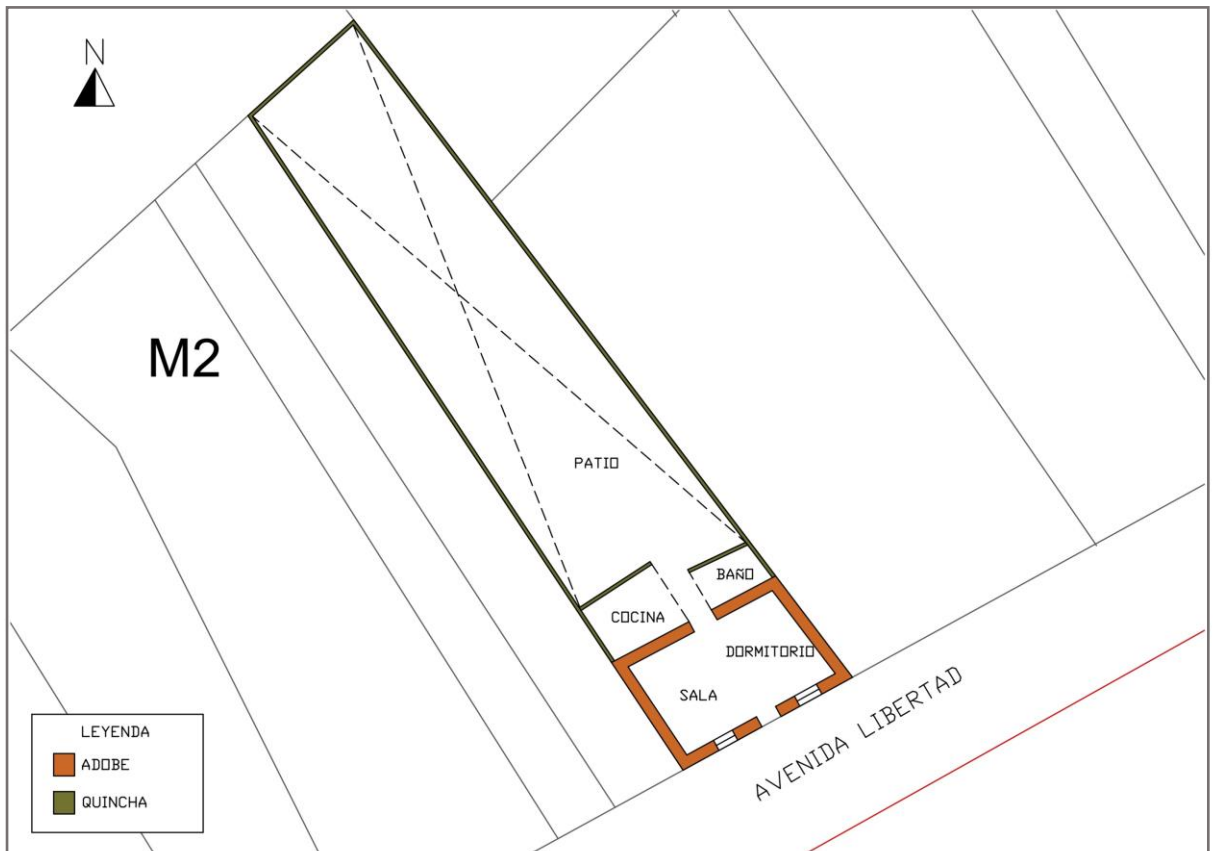 N
M2
PATIO
BAÑO
COCINA
DORMITORIO
SALA
AVENIDA LIBERTAD
LEYENDA
ADOBE
QUINCHA